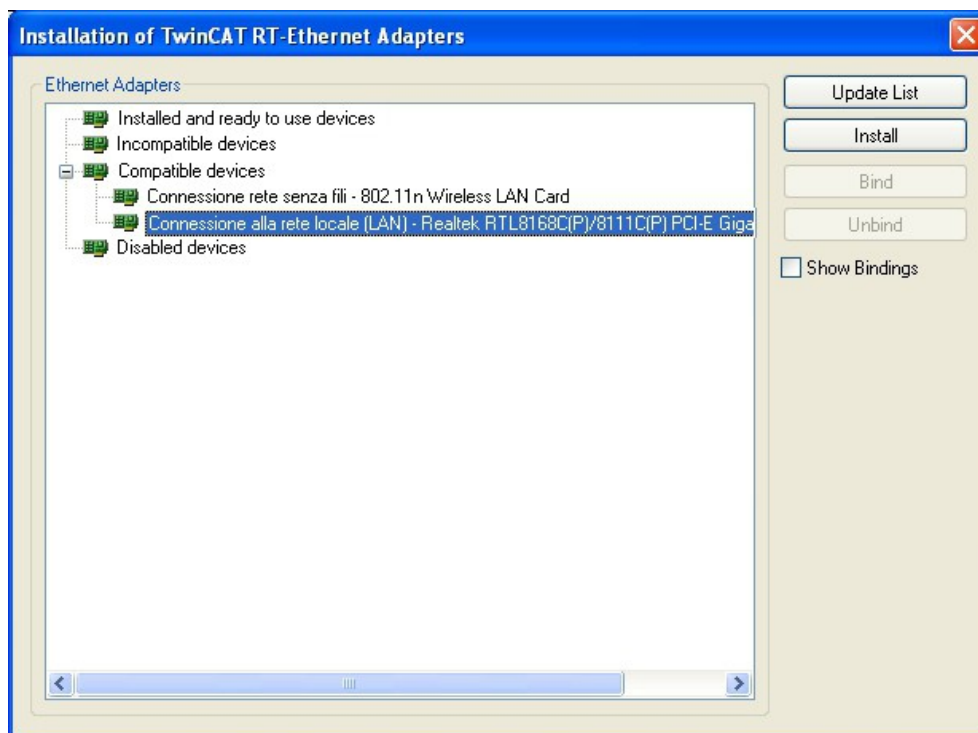 Installation of TwinCAT RT-Ethernet Adapters
Ethernet Adapters
Installed and ready to use devices
Incompatible devices
Compatible devices
Connessione rete senza fili - 802.11n Wireless LAN Card
Connessione alla rete locale (LAN) - Realtek RTL8168C(P)/8111C(P) PCI-E Giga
Disabled devices
Update List
Install
Bind
Unbind
Show Bindings